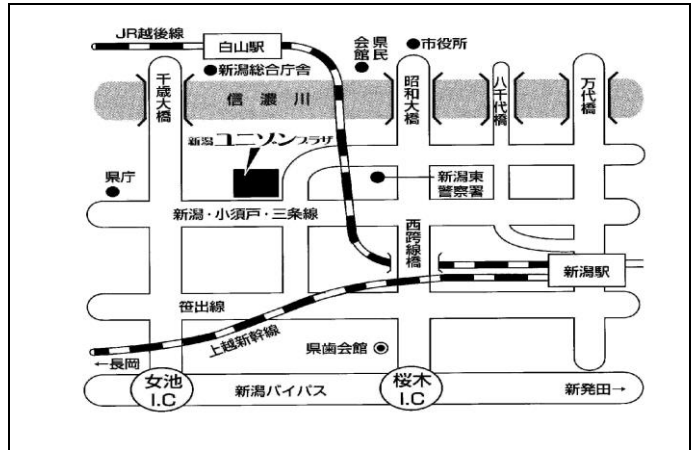 JR越後線
白山駅
県民
会館
市役所
新潟総合庁舎
千歳大橋
信濃川
昭和大橋
八千代橋
万代橋
新潟ユニゾンプラザ
県庁
新潟東
警察署
新潟・小須戸・三条線
西跨線橋
新潟駅
笹出線
上越新幹線
県歯会館
←長岡
女池
I.C
新潟バイパス
桜木
I.C
新発田→